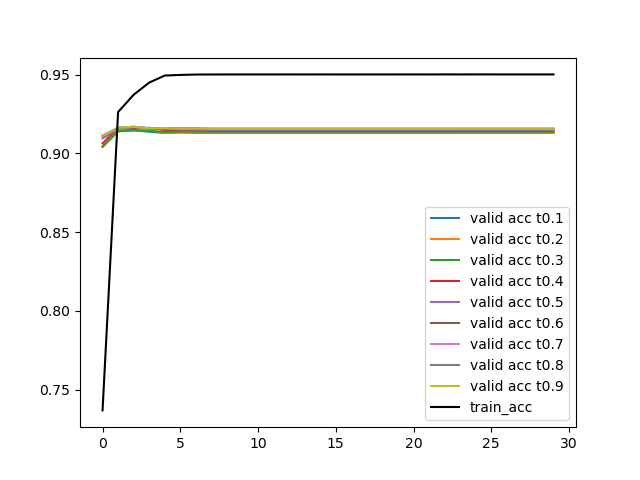 0.95
0.90
0.85
0.80
0.75
0
5
10
15
20
25
30
valid acc t0.1
valid acc t0.2
valid acc t0.3
valid acc t0.4
valid acc t0.5
valid acc t0.6
valid acc t0.7
valid acc t0.8
valid acc t0.9
train_acc